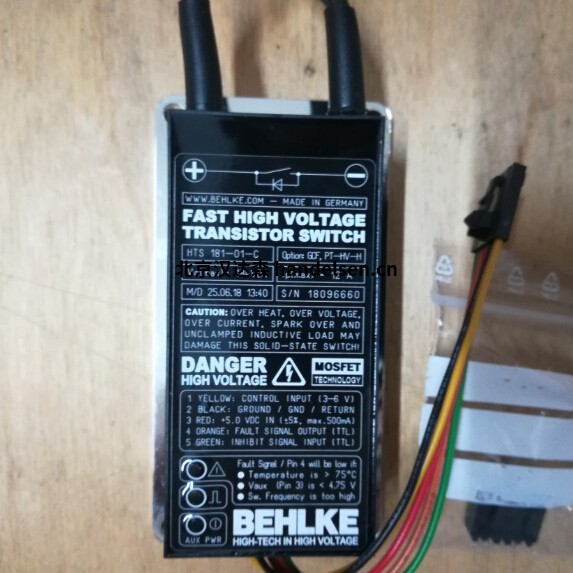 WWW.BEHLKE.COM – MADE IN GERMANY
FAST HIGH VOLTAGE
TRANSISTOR SWITCH
HTS 181-01-C
Option: GCF, PT-HV-H
M/D 25.06.18 13:40
S/N 18096660
CAUTION: OVER HEAT, OVER VOLTAGE,
OVER CURRENT, SPARK OVER AND
UNCLAMPED INDUCTIVE LOAD MAY
DAMAGE THIS SOLID-STATE SWITCH!
DANGER
HIGH VOLTAGE
MOSFET
TECHNOLOGY
1 YELLOW: CONTROL INPUT (3-6 V)
2 BLACK: GROUND / GND / RETURN
3 RED: +5.0 VDC IN (±5%, max.500mA)
4 ORANGE: FAULT SIGNAL OUTPUT (TTL)
5 GREEN: INHIBIT SIGNAL INPUT (TTL)
Fault Signal / Pin 4 will be low if:
Temperature is > 75°C
Vaux (Pin 3) is < 4.75 V
Sw. Frequency is too high
AUX PWR
BEHLKE
HIGH-TECH IN HIGH VOLTAGE